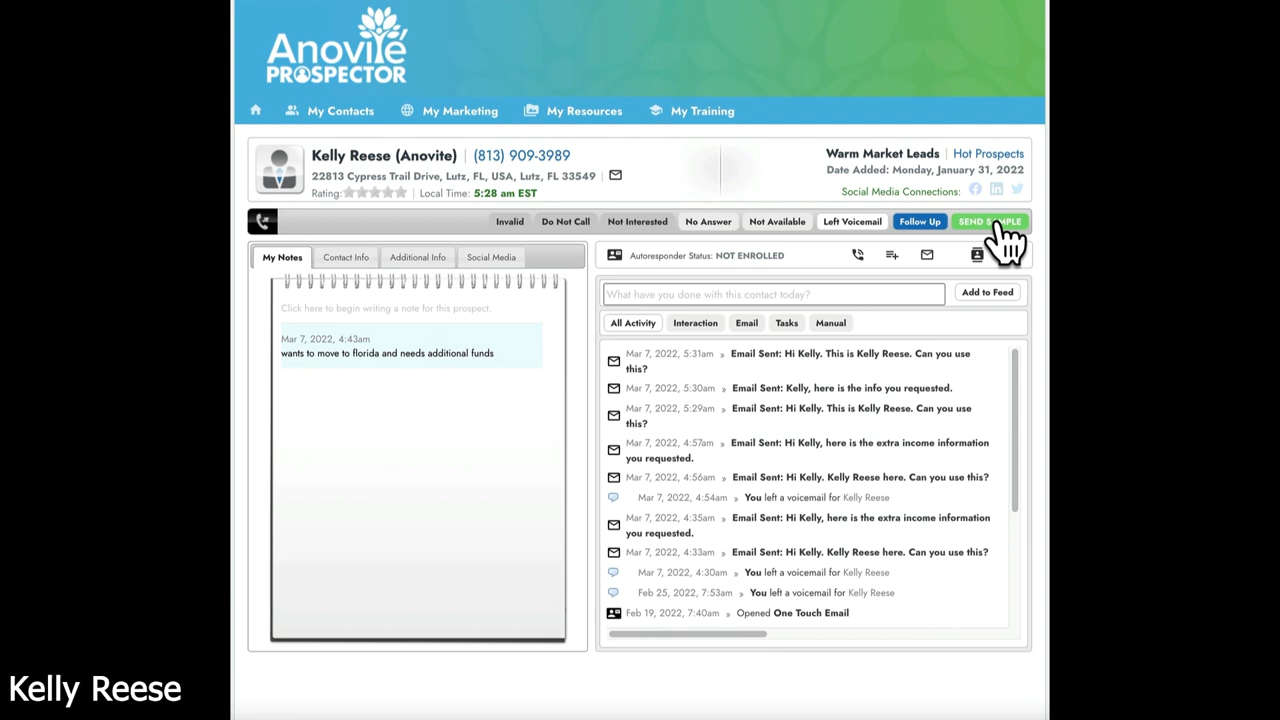 Anovité
PROSPECTOR
My Contacts
My Marketing
My Resources
My Training
Kelly Reese (Anovite) | (813) 909-3989
22813 Cypress Trail Drive, Lutz, FL, USA, Lutz, FL, 33549 |
Rating: | Local Time: 5:28 am EST
Warm Market Leads | Hot Prospects
Date Added: Monday, January 31, 2022
Social Media Connections:
Invalid
Do Not Call
Not Interested
No Answer
Not Available
Left Voicemail
Follow Up
My Notes
Contact Info
Additional Info
Social Media
Click here to begin writing a note for this prospect.
Mar 7, 2022, 4:43am
wants to move to florida and needs additional funds
Autoresponder Status: NOT ENROLLED
What have you done with this contact today?
Add to Feed
All Activity
Interaction
Email
Tasks
Manual
Mar 7, 2022, 5:31am » Email Sent: Hi Kelly. This is Kelly Reese. Can you use
this?
Mar 7, 2022, 5:30am » Email Sent: Kelly, here is the info you requested.
Mar 7, 2022, 5:29am » Email Sent: Hi Kelly. This is Kelly Reese. Can you use
this?
Mar 7, 2022, 4:57am » Email Sent: Hi Kelly, here is the extra income information
you requested.
Mar 7, 2022, 4:56am » Email Sent: Hi Kelly. Kelly Reese here. Can you use this?
Mar 7, 2022, 4:54am » You left a voicemail for Kelly Reese
Mar 7, 2022, 4:35am » Email Sent: Hi Kelly, here is the extra income information
you requested.
Mar 7, 2022, 4:33am » Email Sent: Hi Kelly. Kelly Reese here. Can you use this?
Mar 7, 2022, 4:30am » You left a voicemail for Kelly Reese
Feb 25, 2022, 7:53am » You left a voicemail for Kelly Reese
Feb 19, 2022, 7:40am » Opened One Touch Email
Kelly Reese